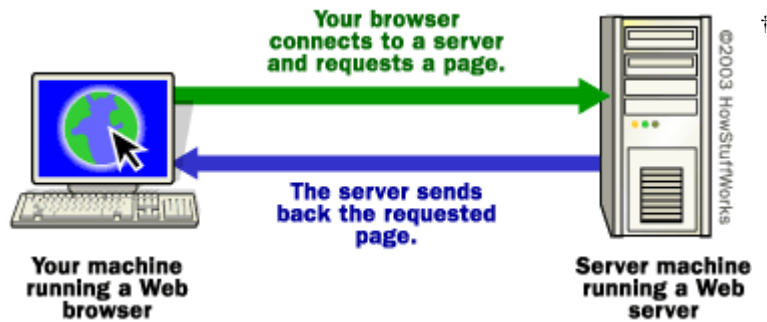 Your browser
connects to a server
and requests a page.
©2003 HowStuffWorks
The server sends
back the requested
page.
Your machine
running a Web
browser
Server machine
running a Web
server